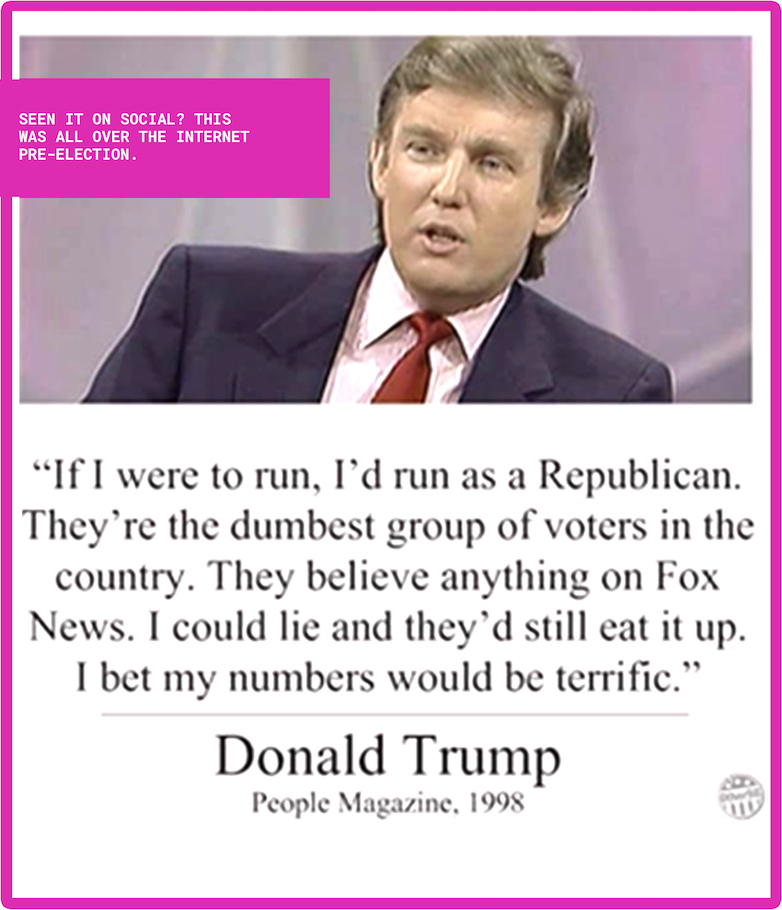 SEEN IT ON SOCIAL? THIS
WAS ALL OVER THE INTERNET
PRE-ELECTION.
“If I were to run, I’d run as a Republican.
They’re the dumbest group of voters in the
country. They believe anything on Fox
News. I could lie and they’d still eat it up.
I bet my numbers would be terrific.”
Donald Trump
People Magazine, 1998